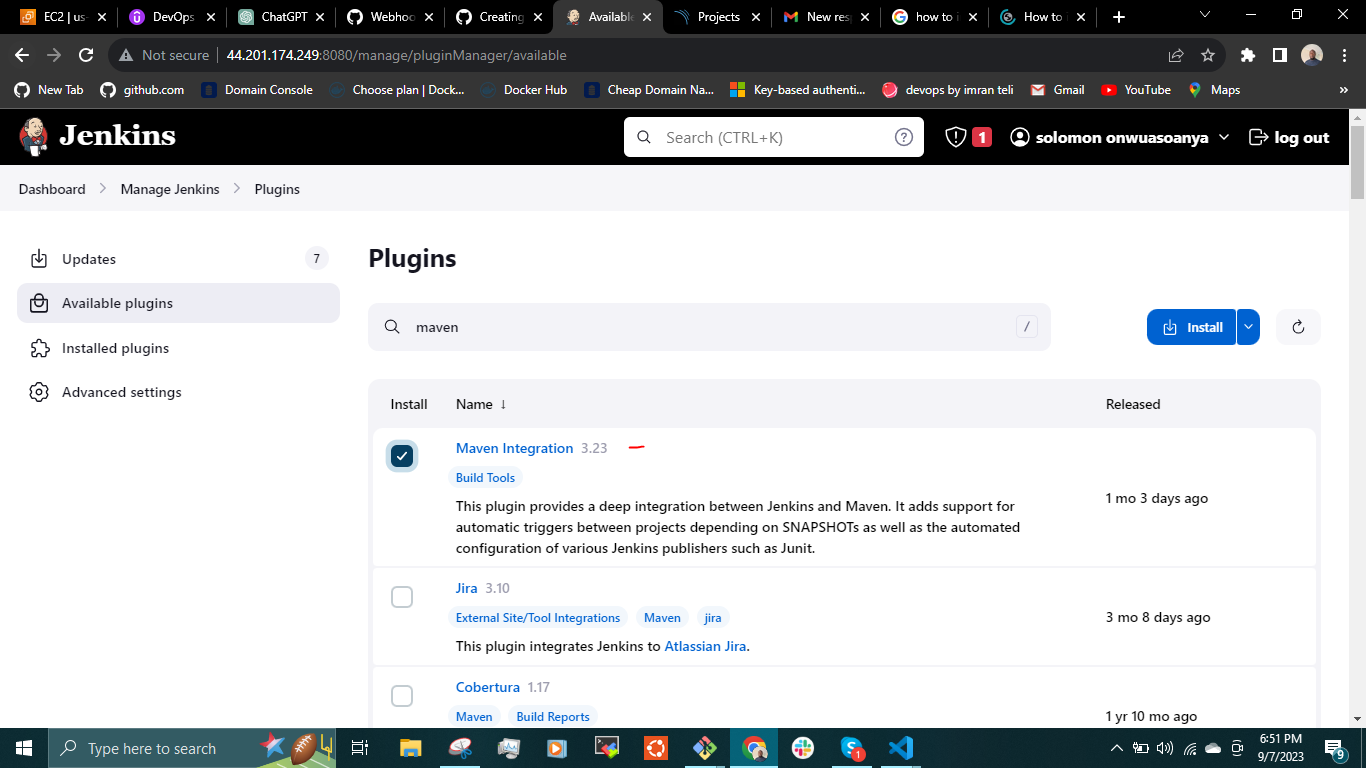 EC2 | us-
DevOps
ChatGPT
Webhoo
Creating
Available
Projects
New resp
how to i
How to i
Not secure
44.201.174.249:8080/manage/pluginManager/available
New Tab
github.com
Domain Console
Choose plan | Dock...
Docker Hub
Cheap Domain Na...
Key-based authenti...
devops by imran teli
Gmail
YouTube
Maps
»
Jenkins
Search (CTRL+K)
1
solomon onwuasoanya
log out
Dashboard
Manage Jenkins
Plugins
Updates
7
Available plugins
Installed plugins
Advanced settings
Plugins
maven
/
Install
Install
Name ↓
Released
Maven Integration 3.23
Build Tools
This plugin provides a deep integration between Jenkins and Maven. It adds support for
automatic triggers between projects depending on SNAPSHOTs as well as the automated
configuration of various Jenkins publishers such as Junit.
1 mo 3 days ago
Jira 3.10
External Site/Tool Integrations
Maven
jira
This plugin integrates Jenkins to Atlassian Jira.
3 mo 8 days ago
Cobertura 1.17
Maven
Build Reports
1 yr 10 mo ago
Type here to search
1
6:51 PM
9/7/2023
9